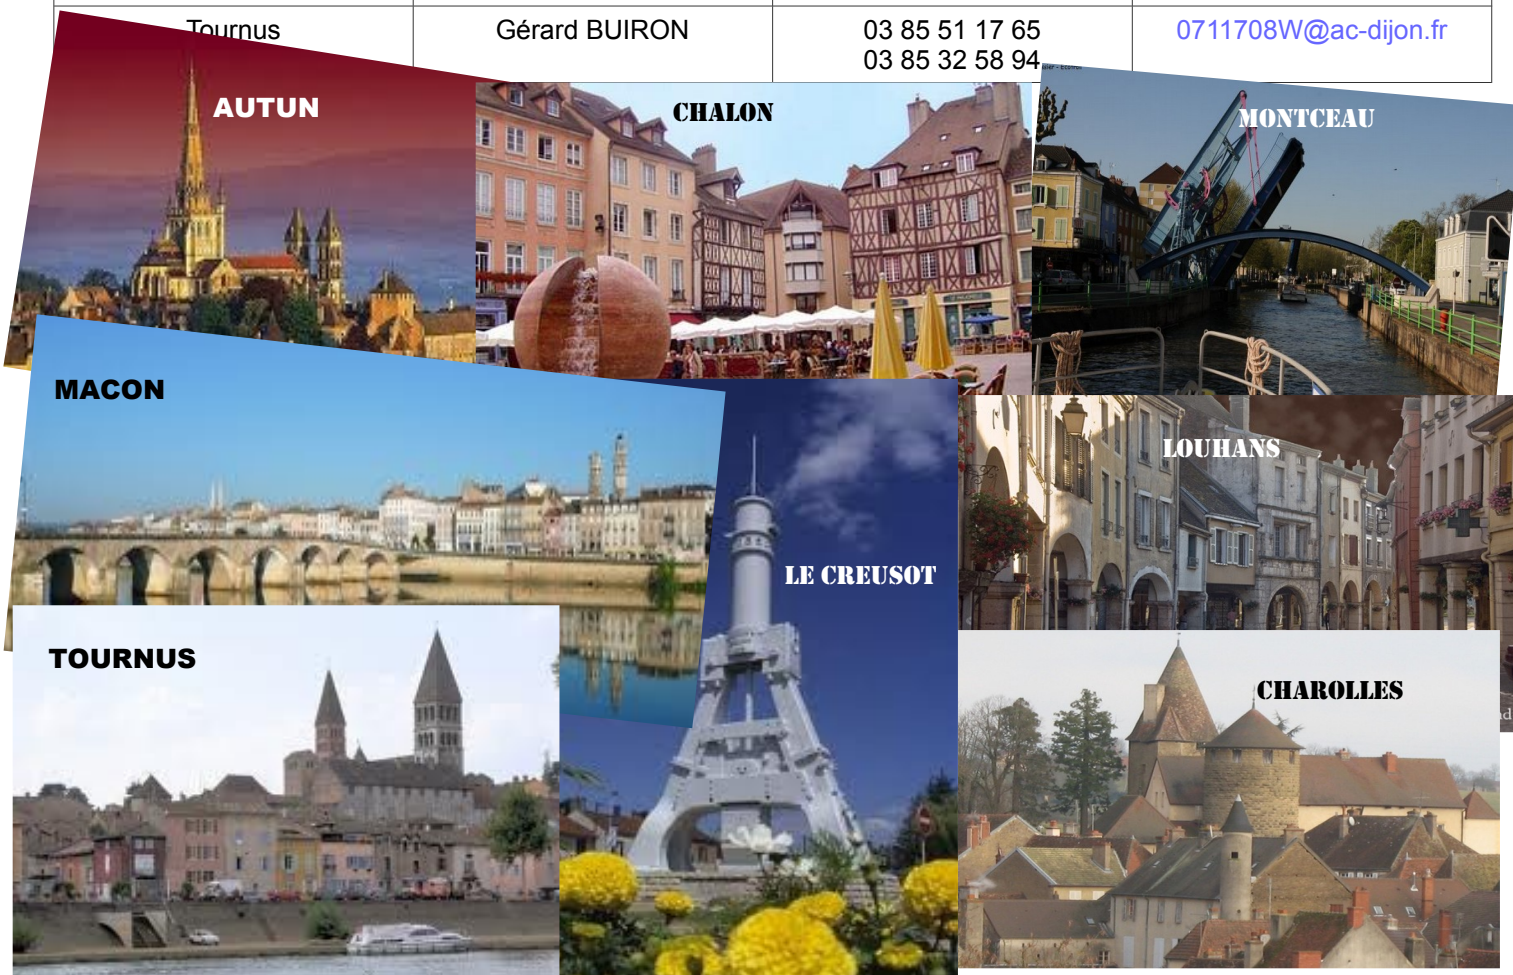 Tournus
Gérard BUIRON
03 85 51 17 65
03 85 32 58 94
0711708W@ac-dijon.fr
AUTUN
CHALON
MONTCEAU
MACON
LE CREUSOT
LOUHANS
TOURNUS
CHAROLLES